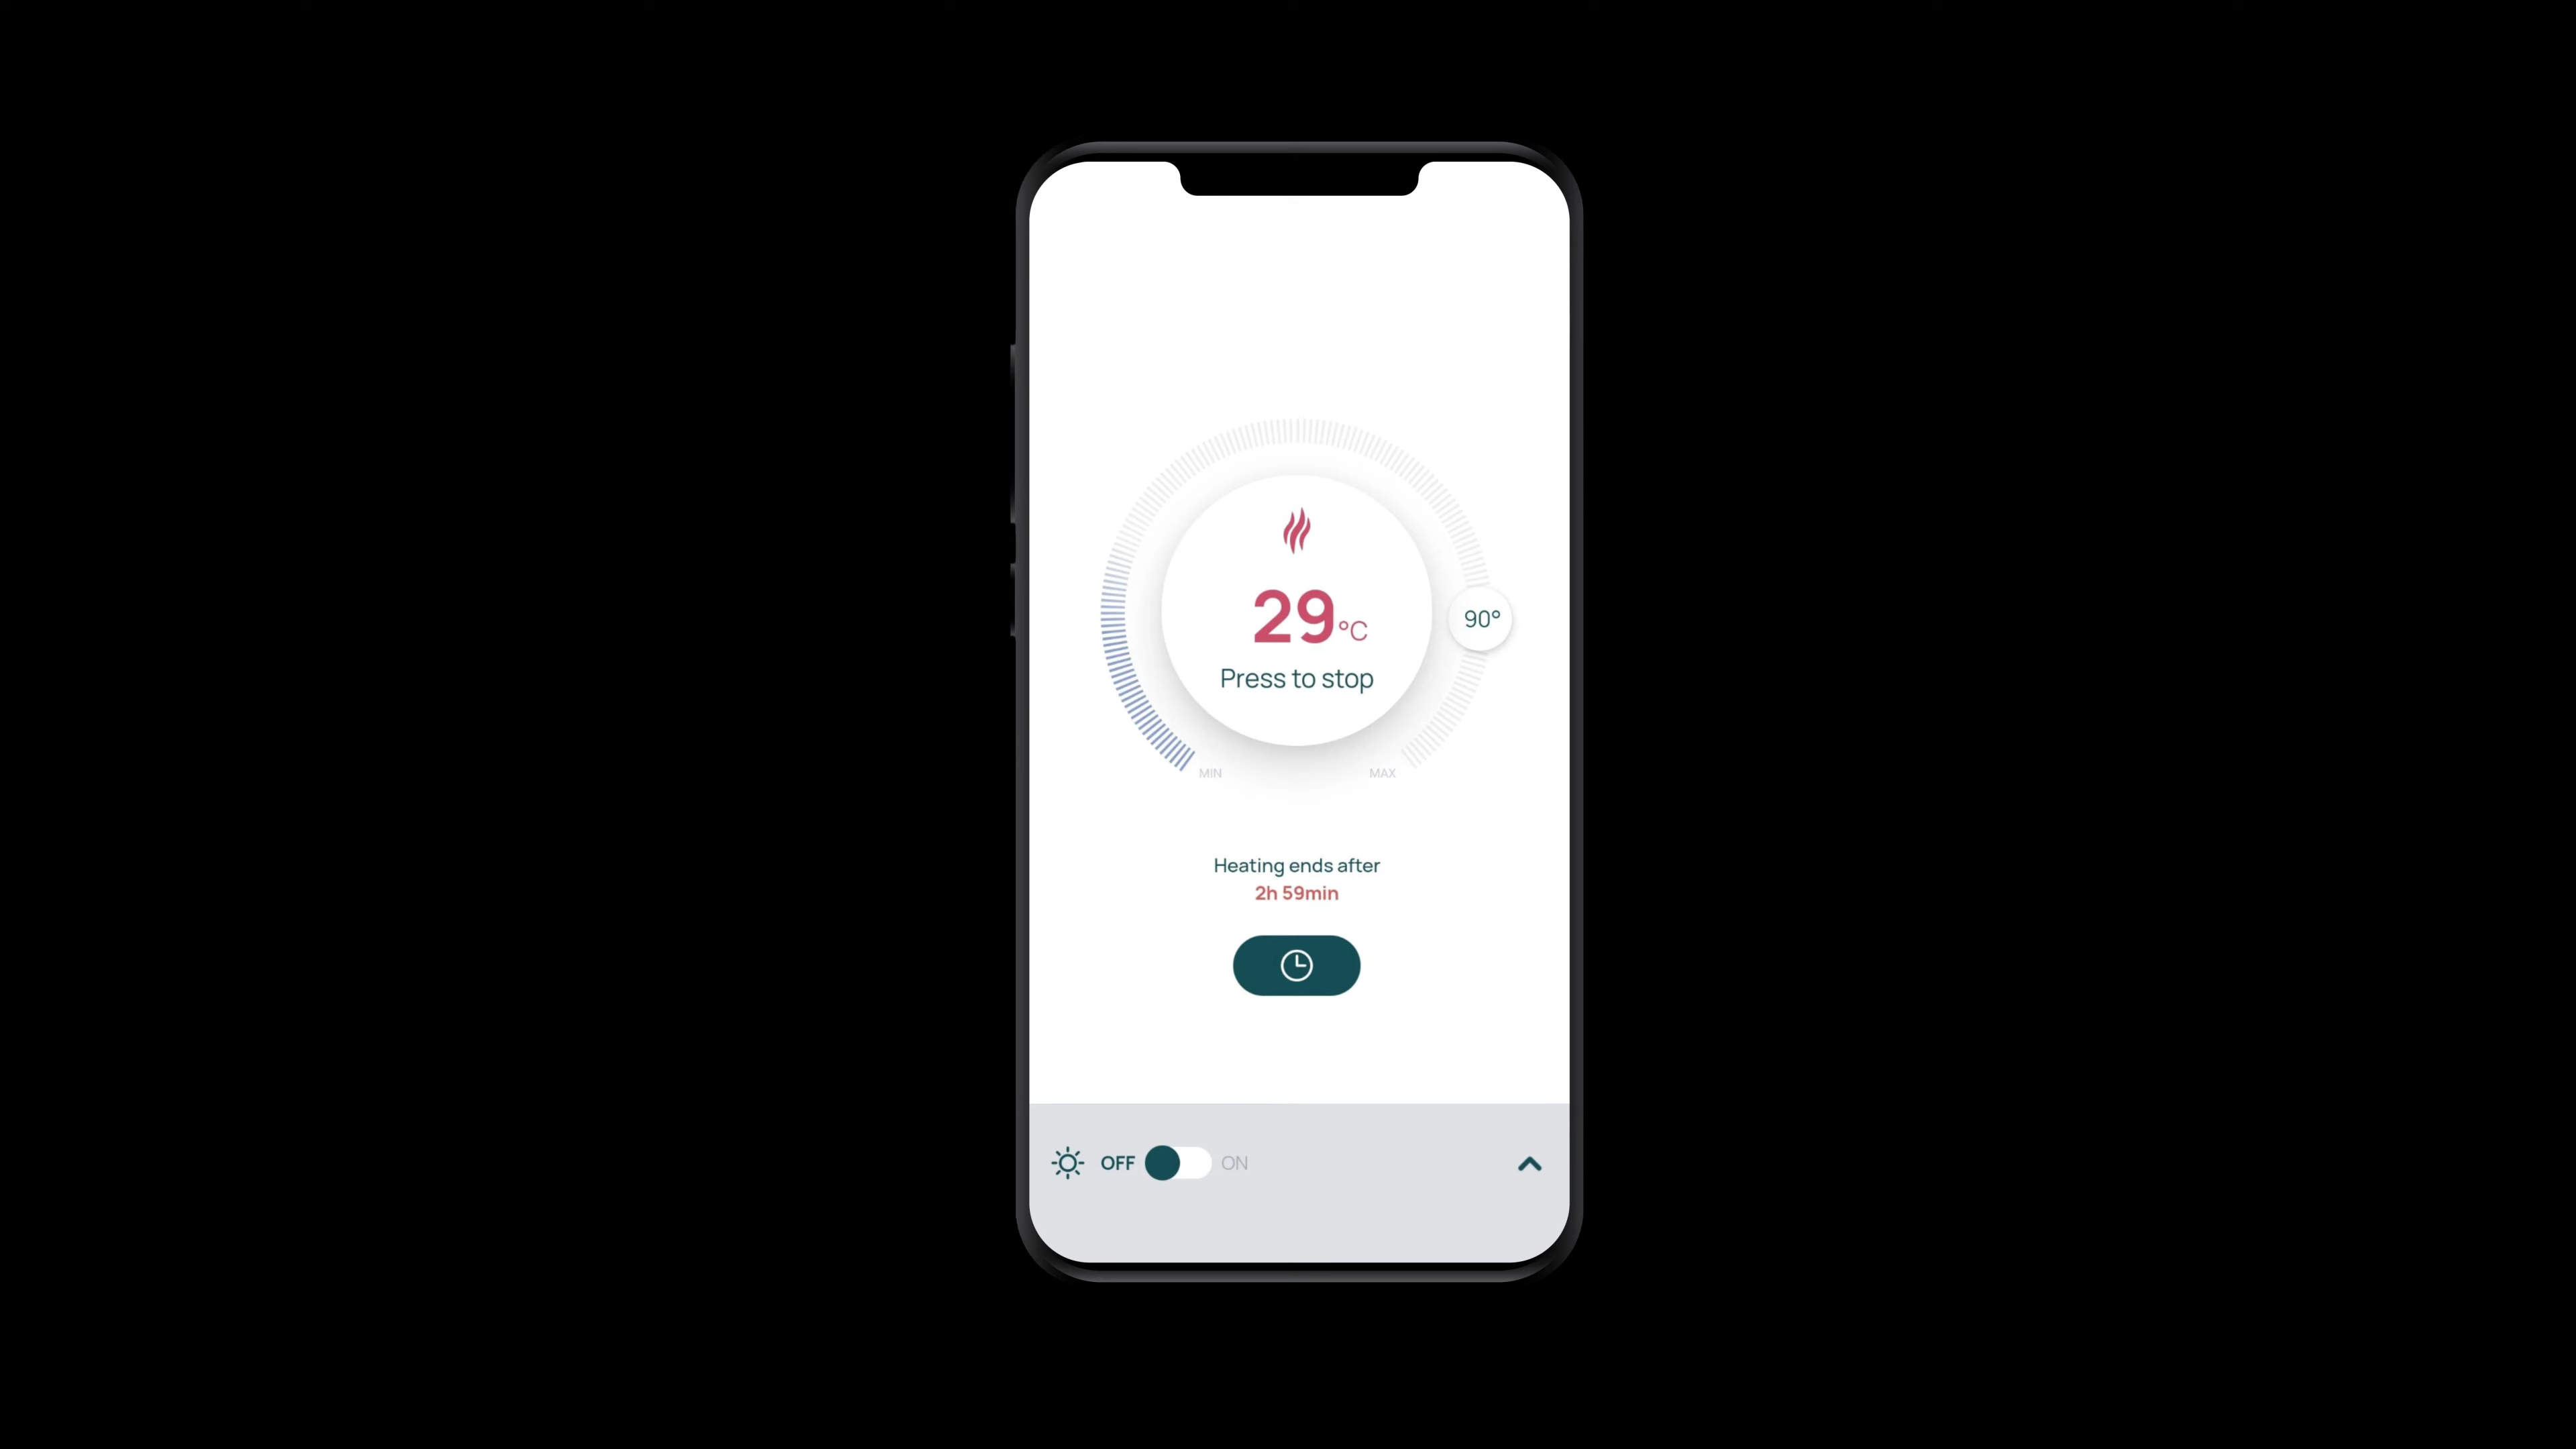 29°C
Press to stop
90°
MIN
MAX
Heating ends after
2h 59min
OFF
ON